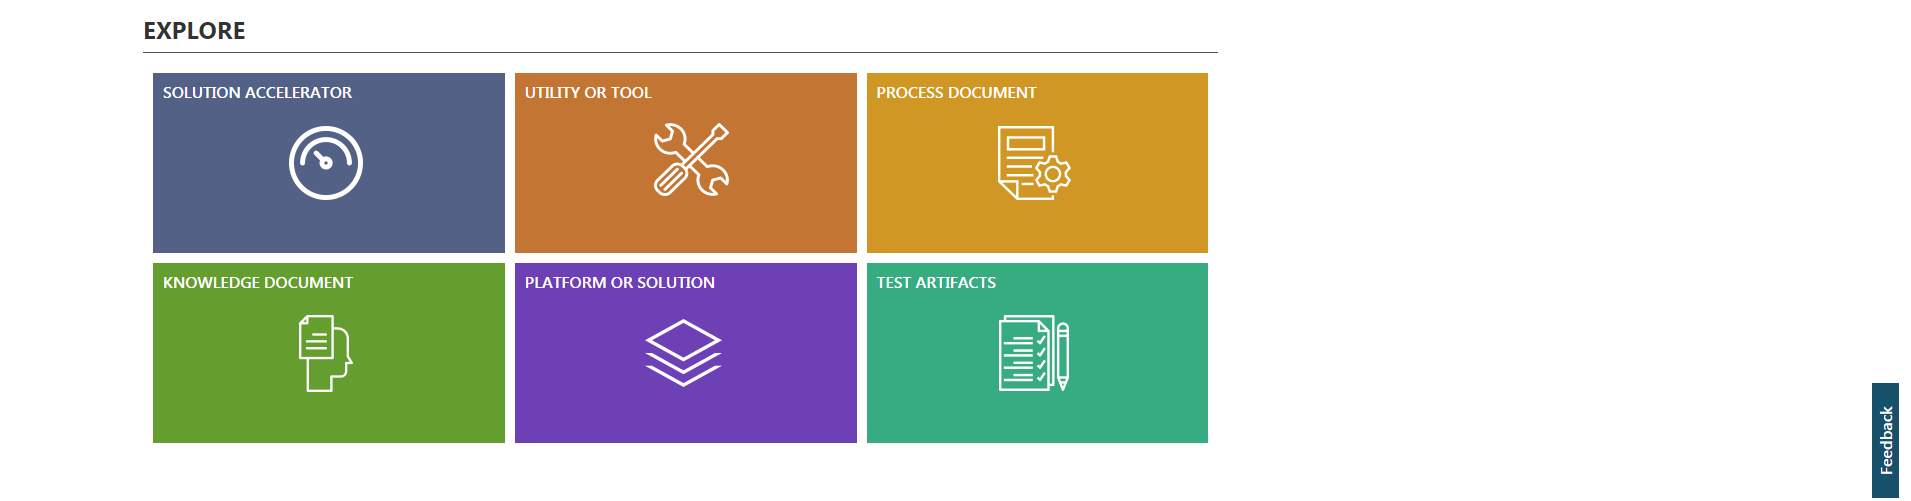 EXPLORE
SOLUTION ACCELERATOR
UTILITY OR TOOL
PROCESS DOCUMENT
KNOWLEDGE DOCUMENT
PLATFORM OR SOLUTION
TEST ARTIFACTS
Feedback